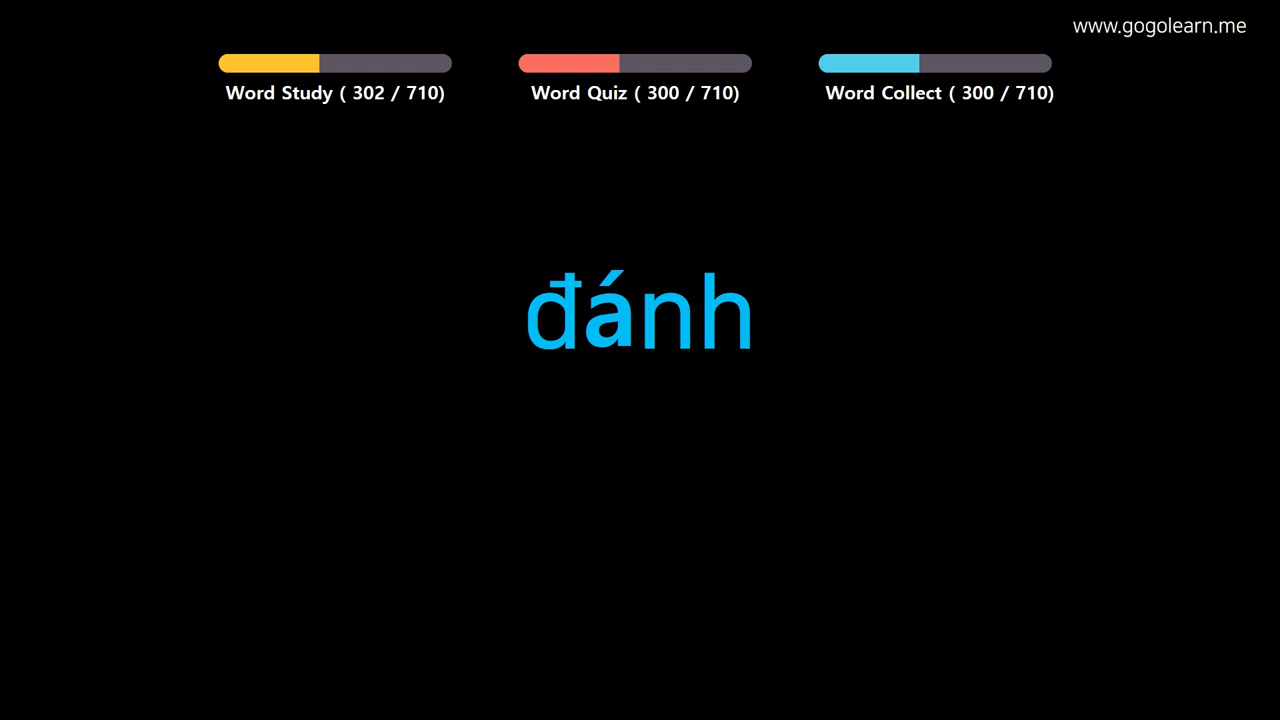 www.gogolearn.me
Word Study ( 302 / 710)
Word Quiz ( 300 / 710)
Word Collect ( 300 / 710)
đánh